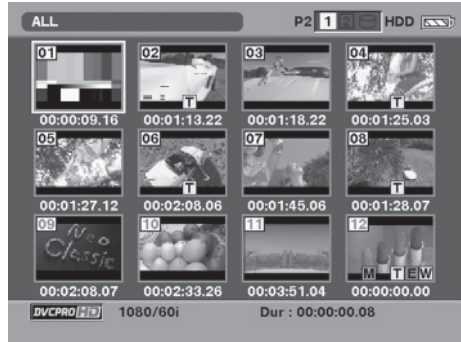 ALL P2 1 2 HDD
01 02 03 04
T T
00:00:09.16 00:01:13.22 00:01:18.22 00:01:25.03
05 06 07 08
T T
00:01:27.12 00:02:08.06 00:01:45.06 00:01:28.07
09 10 11 12
Neo
Classic
M T E W
00:02:08.07 00:02:33.26 00:03:51.04 00:00:00.00
DVCPRO HD 1080/60i Dur : 00:00:00.08